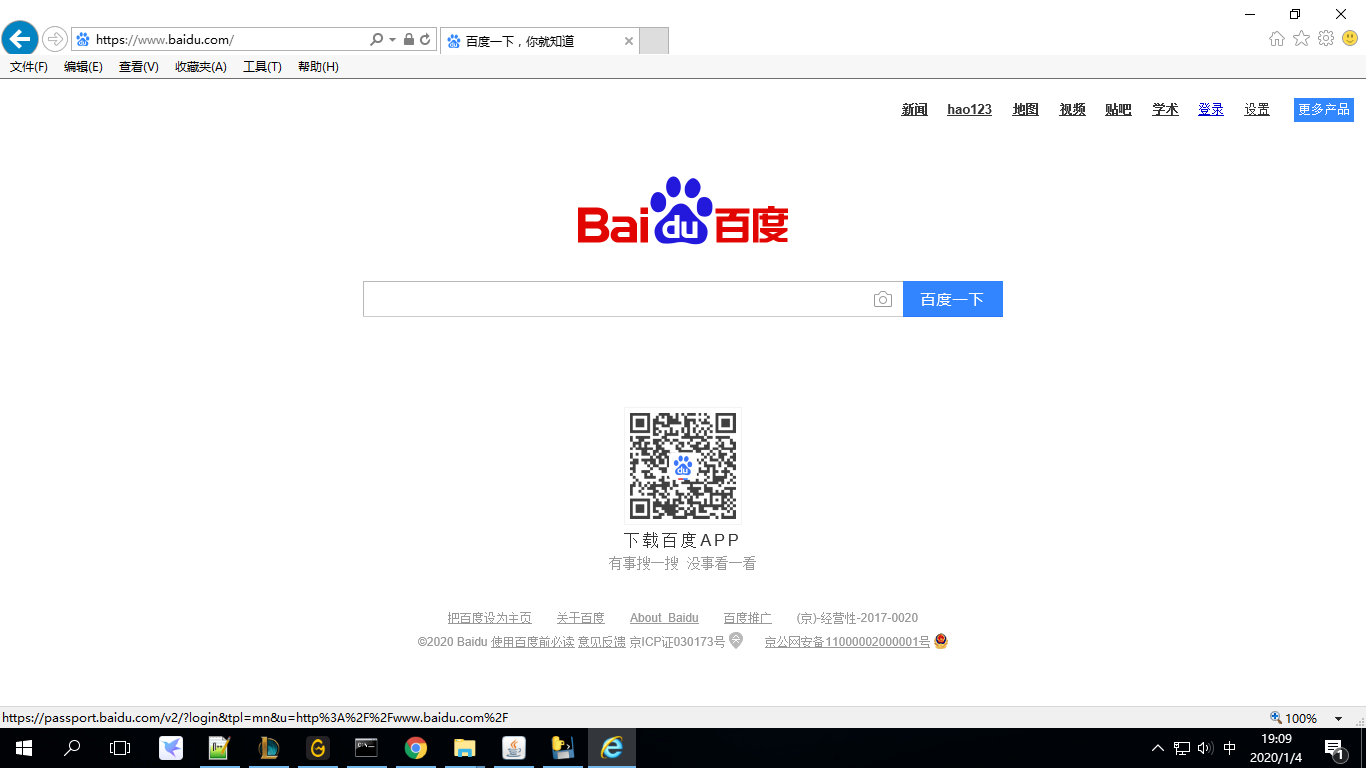 https://www.baidu.com/
百度一下，你就知道
文件(F) 编辑(E) 查看(V) 收藏夹(A) 工具(T) 帮助(H)
新闻 hao123 地图 视频 贴吧 学术 登录 设置 更多产品
Bai du 百度
百度一下
du
下载百度APP
有事搜一搜 没事看一看
把百度设为主页 关于百度 About Baidu 百度推广 (京)-经营性-2017-0020
©2020 Baidu 使用百度前必读 意见反馈 京ICP证030173号 京公网安备11000002000001号
https://passport.baidu.com/v2/?login&tpl=mn&u=http%3A%2F%2Fwww.baidu.com%2F
100%
中
19:09
2020/1/4
1